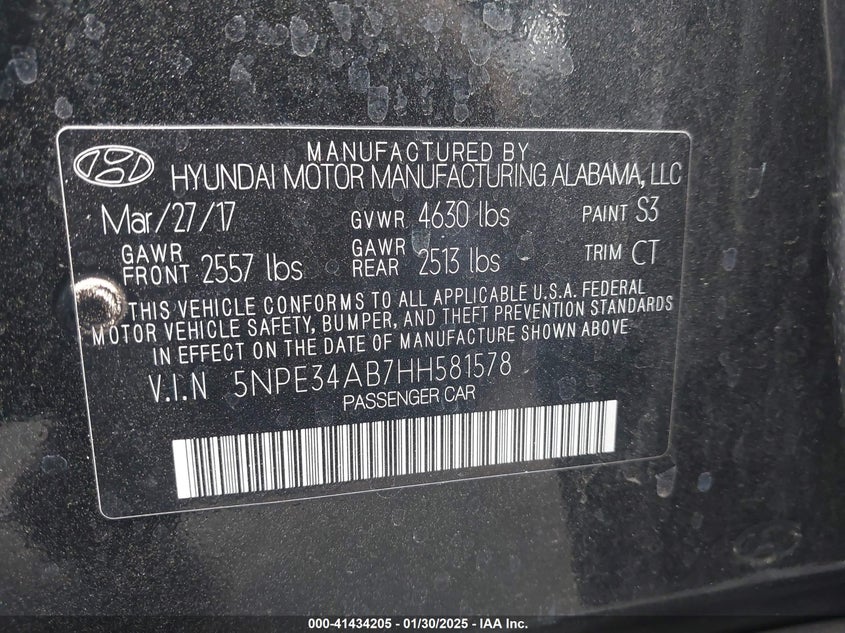 MANUFACTURED BY
HYUNDAI MOTOR MANUFACTURING ALABAMA, LLC
Mar/27/17 GVWR 4630 lbs PAINT S3
GAWR FRONT 2557 lbs GAWR REAR 2513 lbs TRIM CT
THIS VEHICLE CONFORMS TO ALL APPLICABLE U.S.A. FEDERAL
MOTOR VEHICLE SAFETY, BUMPER, AND THEFT PREVENTION STANDARDS
IN EFFECT ON THE DATE OF MANUFACTURE SHOWN ABOVE
V.I.N 5NPE34AB7HH581578
PASSENGER CAR
000-41434205 - 01/30/2025 - IAA Inc.